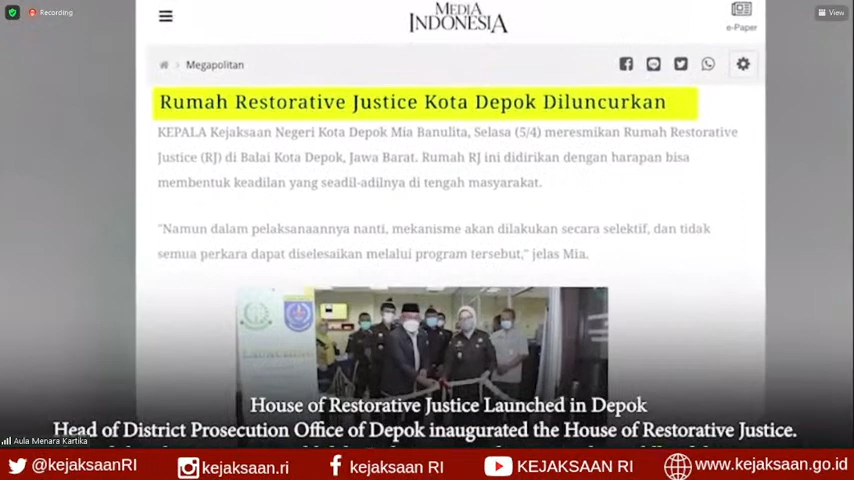 Recording
View
MEDIA
INDONESIA
e-Paper
Megapolitan
Rumah Restorative Justice Kota Depok Diluncurkan
KEPALA Kejaksaan Negeri Kota Depok Mia Banulita, Selasa (5/4) meresmikan Rumah Restorative
Justice (RJ) di Balai Kota Depok, Jawa Barat. Rumah RJ ini didirikan dengan harapan bisa
membentuk keadilan yang seadil-adilnya di tengah masyarakat.
"Namun dalam pelaksanaannya nanti, mekanisme akan dilakukan secara selektif, dan tidak
semua perkara dapat diselesaikan melalui program tersebut," jelas Mia.
House of Restorative Justice Launched in Depok
Head of District Prosecution Office of Depok inaugurated the House of Restorative Justice.
Aula Menara Kartika
@kejaksaanRI kejaksaan.ri kejaksaan RI KEJAKSAAN RI www.kejaksaan.go.id